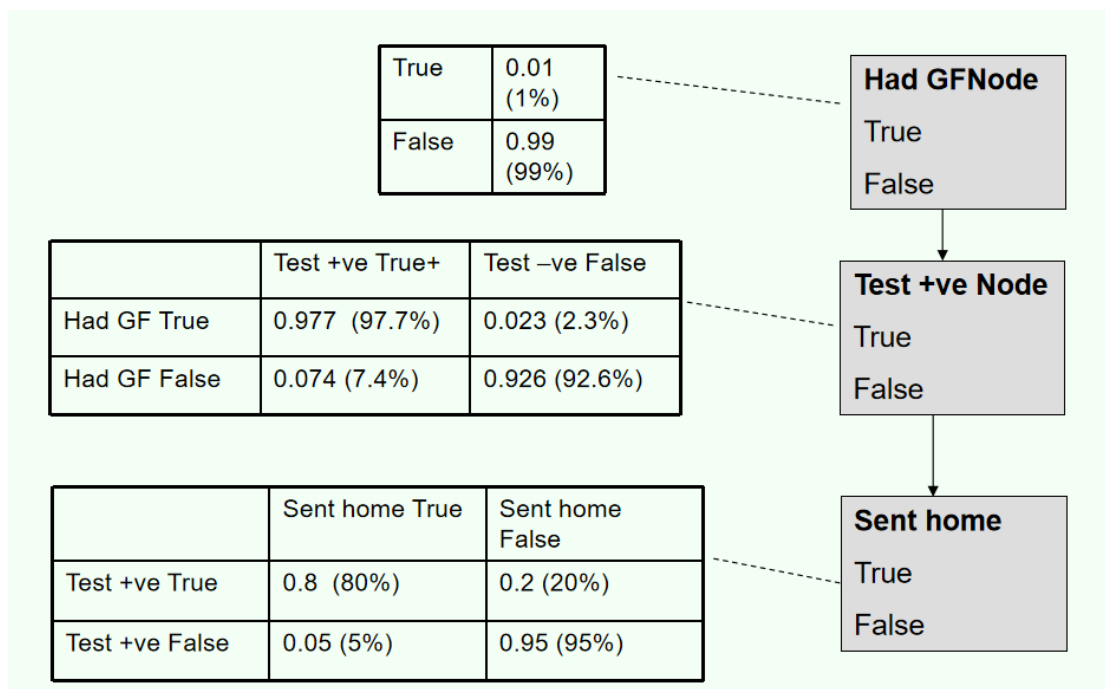 True 0.01
(1%)
False 0.99
(99%)
Had GFNode
True
False
Test +ve True+ Test –ve False
Had GF True 0.977 (97.7%) 0.023 (2.3%)
Had GF False 0.074 (7.4%) 0.926 (92.6%)
Test +ve Node
True
False
Sent home True Sent home
False
Test +ve True 0.8 (80%) 0.2 (20%)
Test +ve False 0.05 (5%) 0.95 (95%)
Sent home
True
False